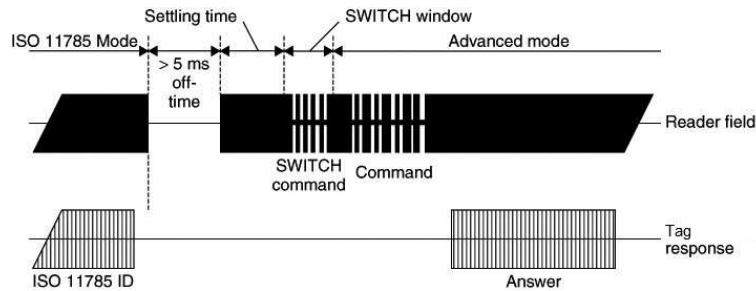 Settling time
SWITCH window
ISO 11785 Mode
Advanced mode
> 5 ms
off-
time
Reader field
SWITCH
command
Command
Tag
response
ISO 11785 ID
Answer